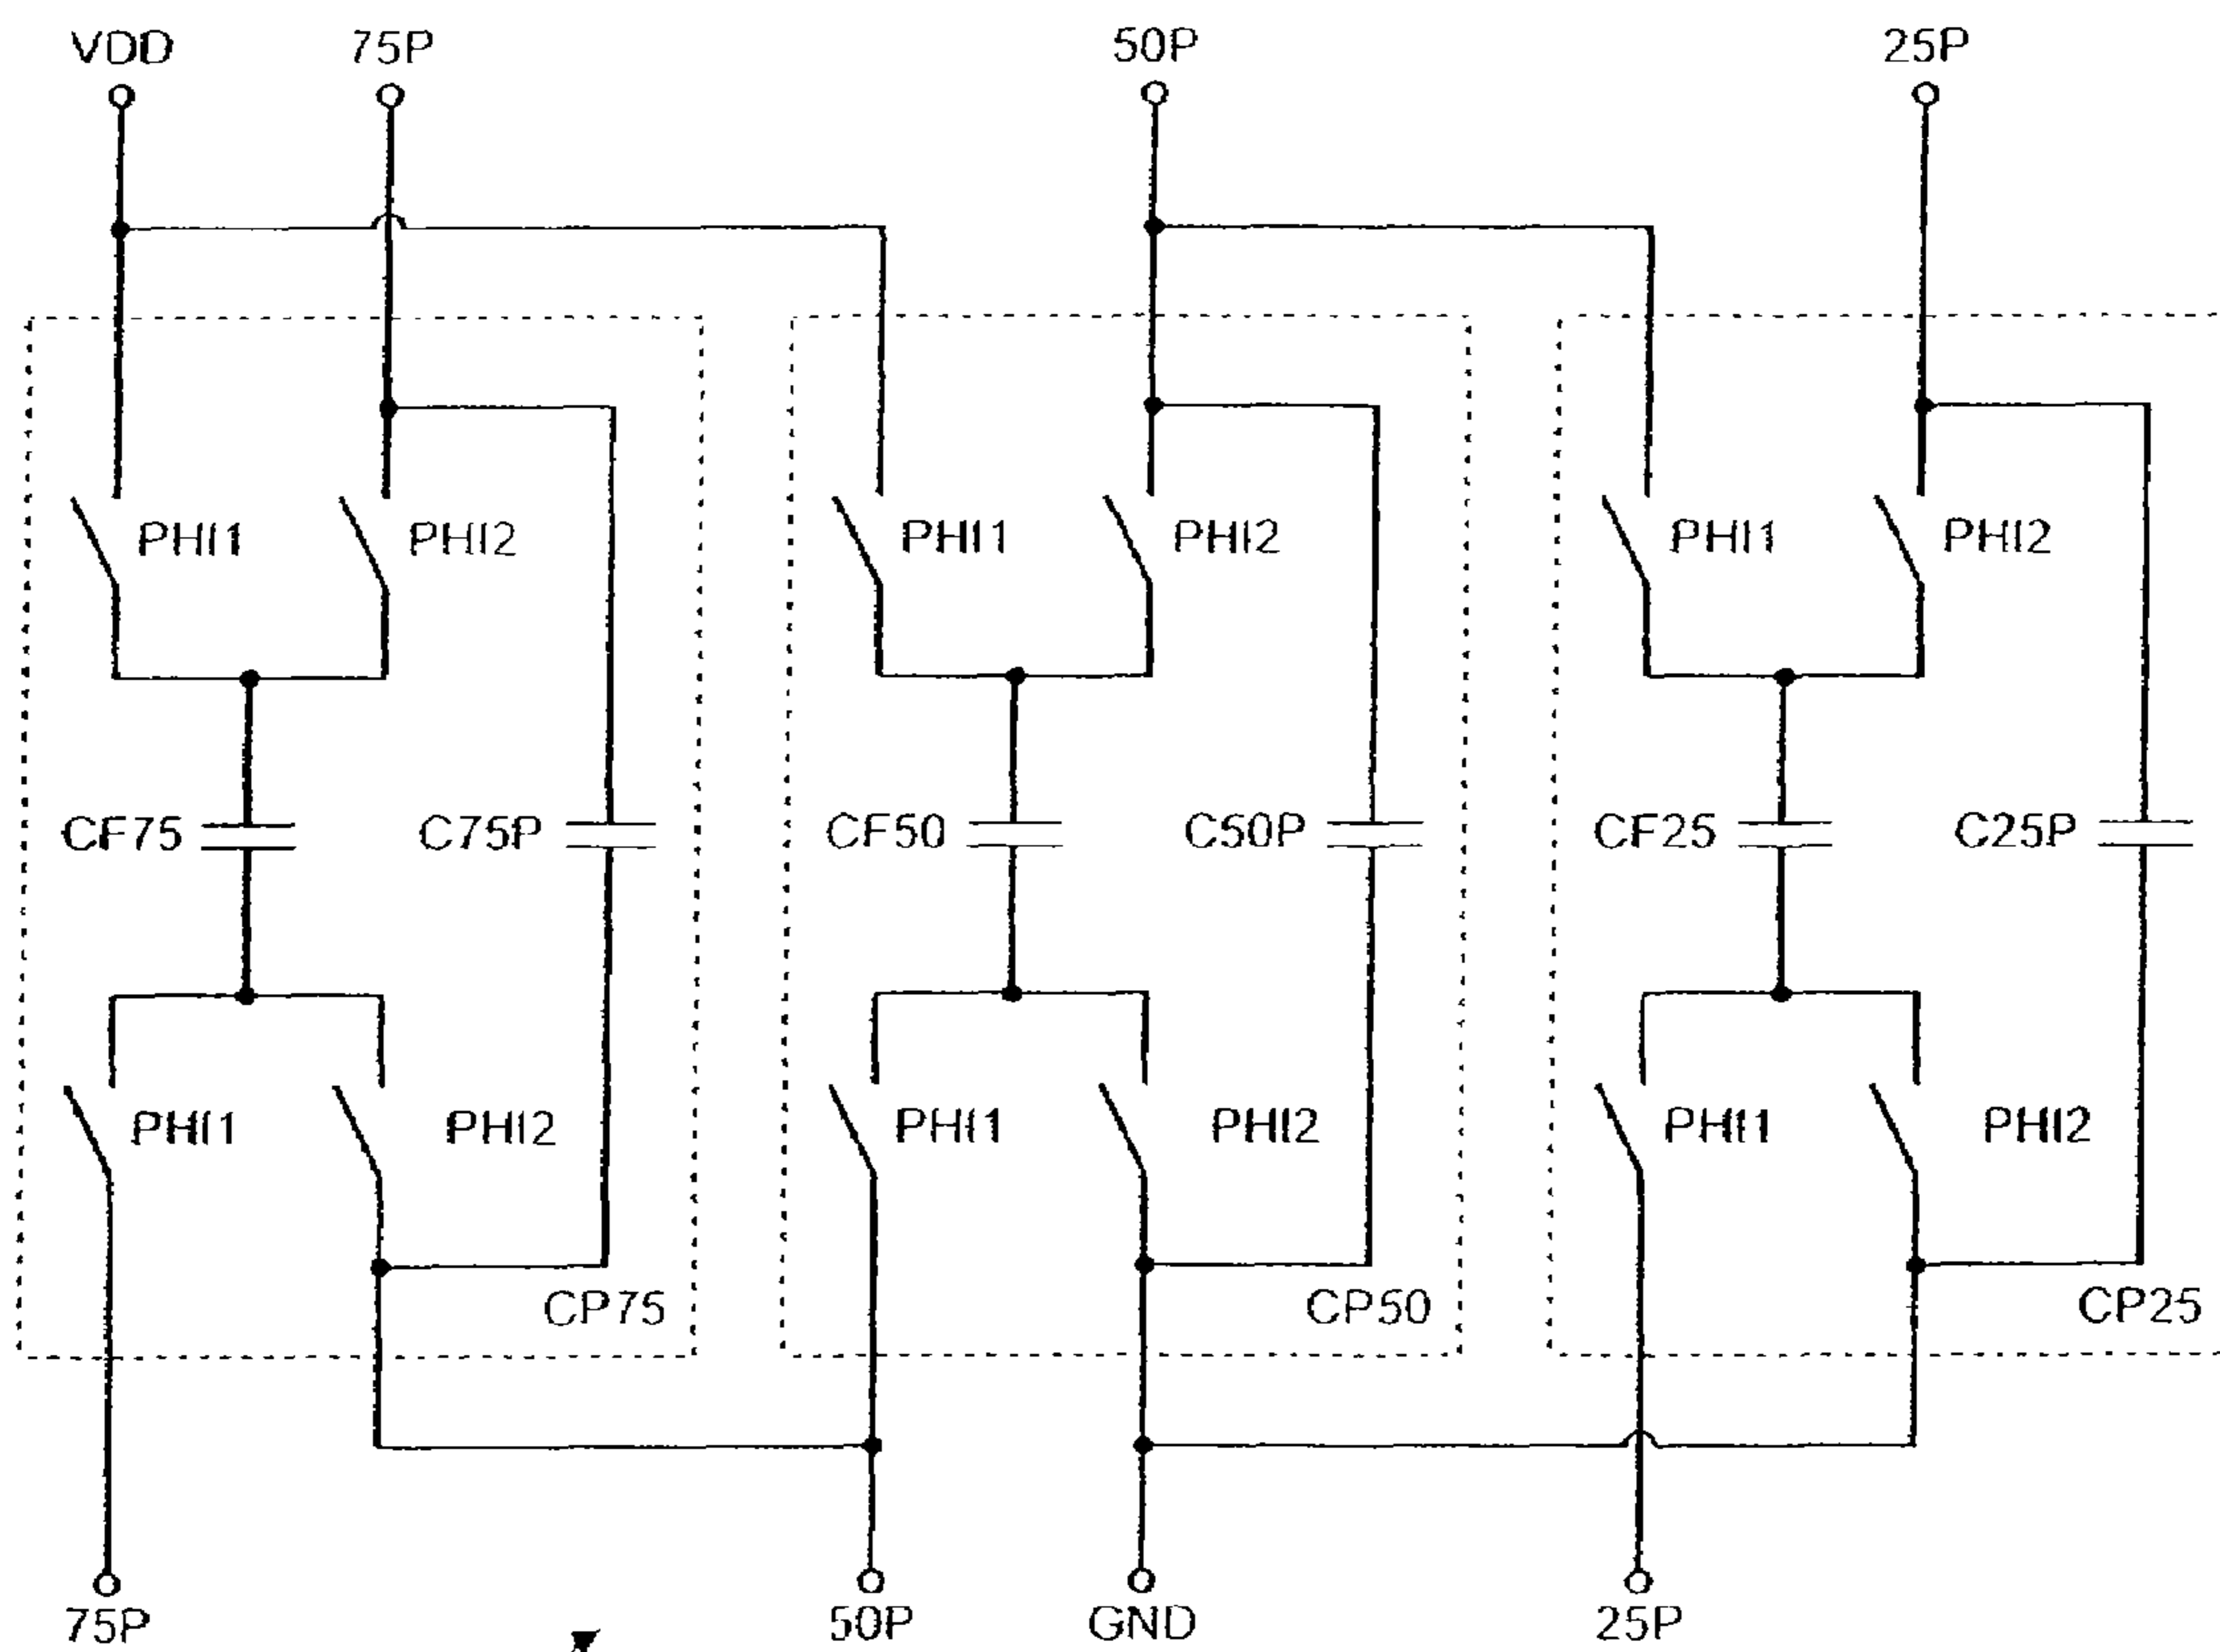 VDD 75P 50P 25P
PHI1 PHI2 PHI1 PHI2 PHI1 PHI2
CF75 C75P CF50 C50P CF25 C25P
PHI1 PHI2 PHI1 PHI2 PHI1 PHI2
CP75 CP50 CP25
75P 50P GND 25P